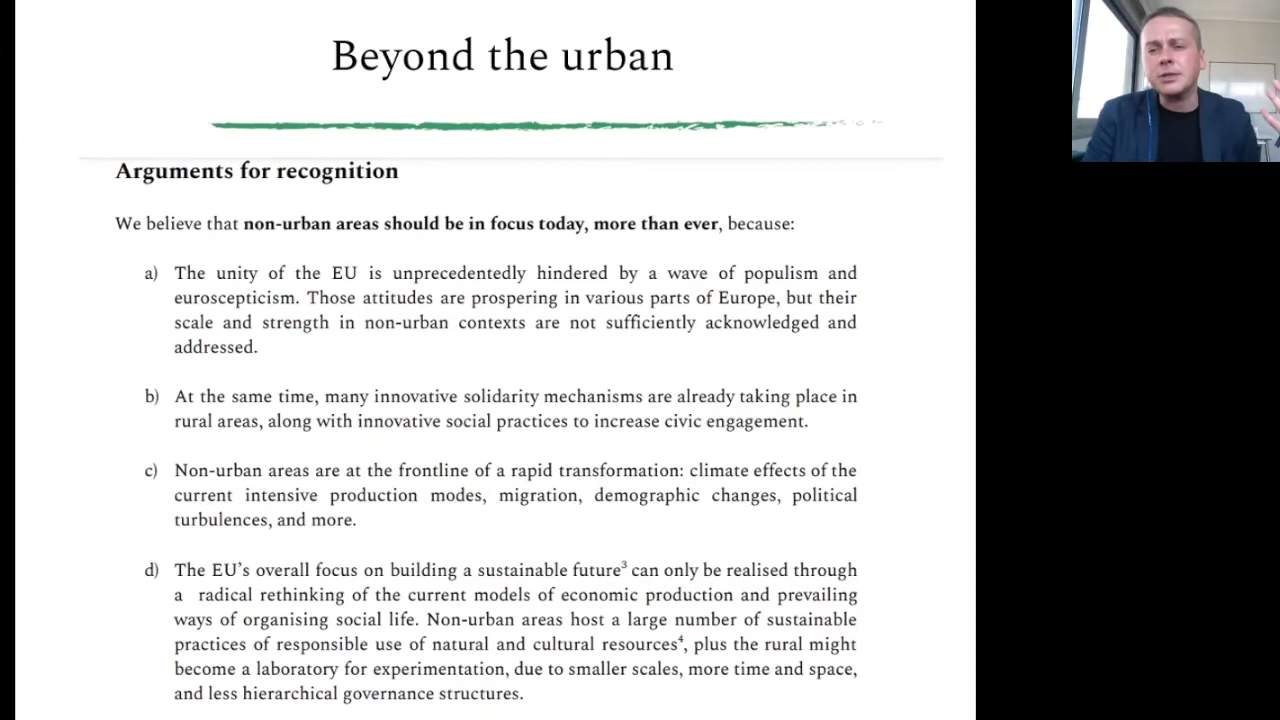 Beyond the urban
Arguments for recognition
We believe that non-urban areas should be in focus today, more than ever, because:
a) The unity of the EU is unprecedentedly hindered by a wave of populism and
euroscepticism. Those attitudes are prospering in various parts of Europe, but their
scale and strength in non-urban contexts are not sufficiently acknowledged and
addressed.
b) At the same time, many innovative solidarity mechanisms are already taking place in
rural areas, along with innovative social practices to increase civic engagement.
c) Non-urban areas are at the frontline of a rapid transformation: climate effects of the
current intensive production modes, migration, demographic changes, political
turbulences, and more.
d) The EU’s overall focus on building a sustainable future³ can only be realised through
a radical rethinking of the current models of economic production and prevailing
ways of organising social life. Non-urban areas host a large number of sustainable
practices of responsible use of natural and cultural resources⁴, plus the rural might
become a laboratory for experimentation, due to smaller scales, more time and space,
and less hierarchical governance structures.